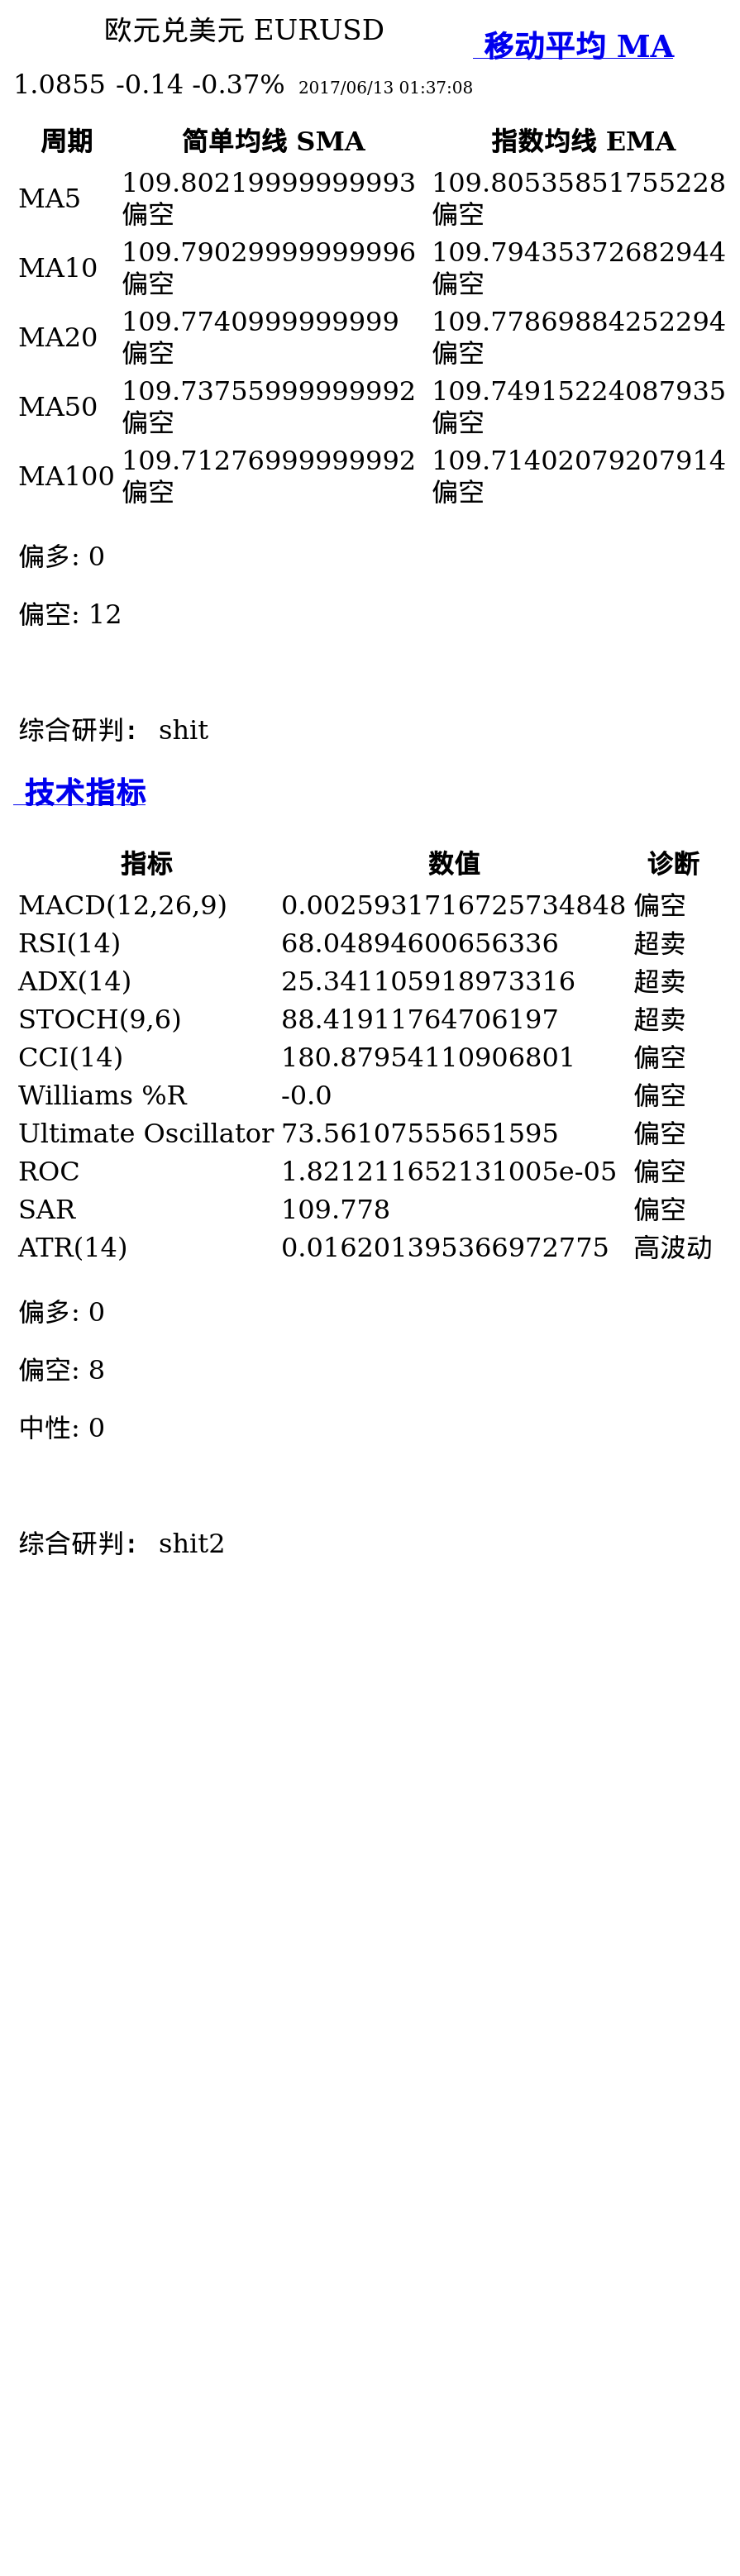 欧元兑美元 EURUSD
移动平均 MA
1.0855 -0.14 -0.37% 2017/06/13 01:37:08
周期 简单均线 SMA 指数均线 EMA
MA5 109.80219999999993 偏空 109.80535851755228 偏空
MA10 109.79029999999996 偏空 109.79435372682944 偏空
MA20 109.7740999999999 偏空 109.77869884252294 偏空
MA50 109.73755999999992 偏空 109.74915224087935 偏空
MA100 109.71276999999992 偏空 109.71402079207914 偏空
偏多: 0
偏空: 12
综合研判： shit
技术指标
指标 数值 诊断
MACD(12,26,9) 0.0025931716725734848 偏空
RSI(14) 68.04894600656336 超卖
ADX(14) 25.341105918973316 超卖
STOCH(9,6) 88.41911764706197 超卖
CCI(14) 180.87954110906801 偏空
Williams %R -0.0 偏空
Ultimate Oscillator 73.56107555651595 偏空
ROC 1.821211652131005e-05 偏空
SAR 109.778 偏空
ATR(14) 0.016201395366972775 高波动
偏多: 0
偏空: 8
中性: 0
综合研判： shit2